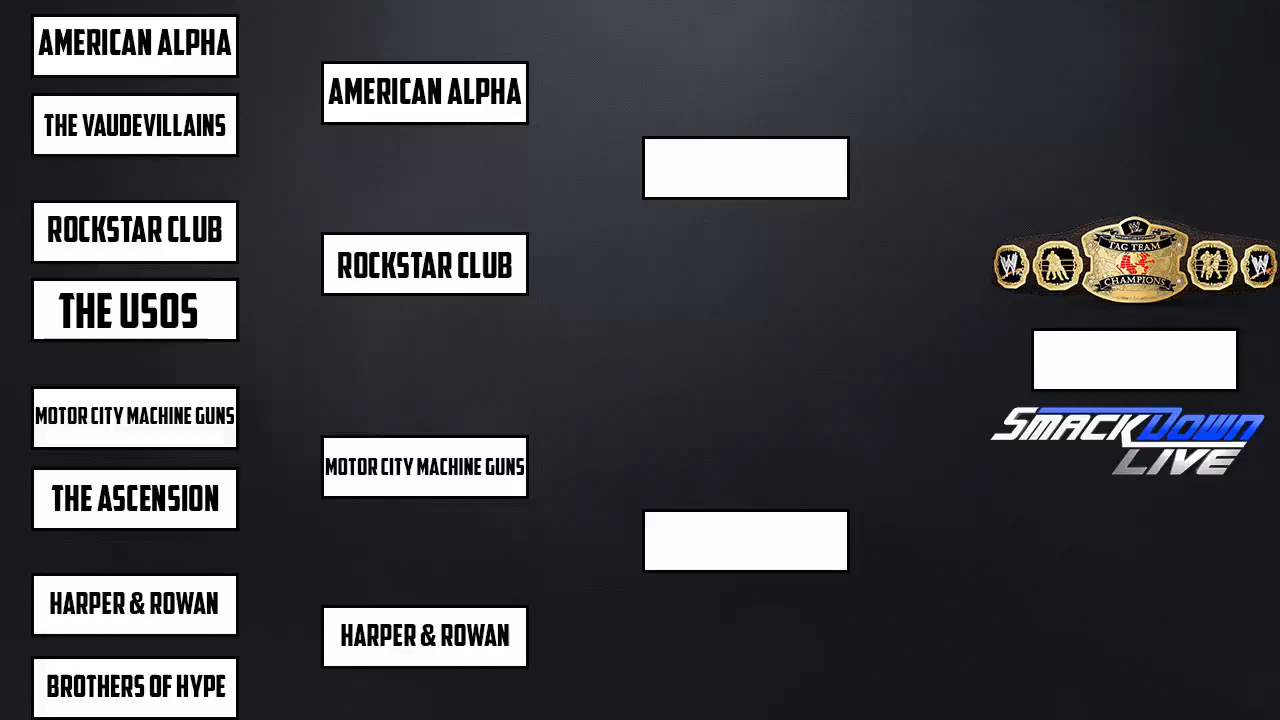 AMERICAN ALPHA
THE VAUDEVILLAINS
ROCKSTAR CLUB
THE USOS
MOTOR CITY MACHINE GUNS
THE ASCENSION
HARPER & ROWAN
BROTHERS OF HYPE
AMERICAN ALPHA
ROCKSTAR CLUB
MOTOR CITY MACHINE GUNS
HARPER & ROWAN
TAG TEAM
CHAMPIONS
SMACKDOWN
LIVE